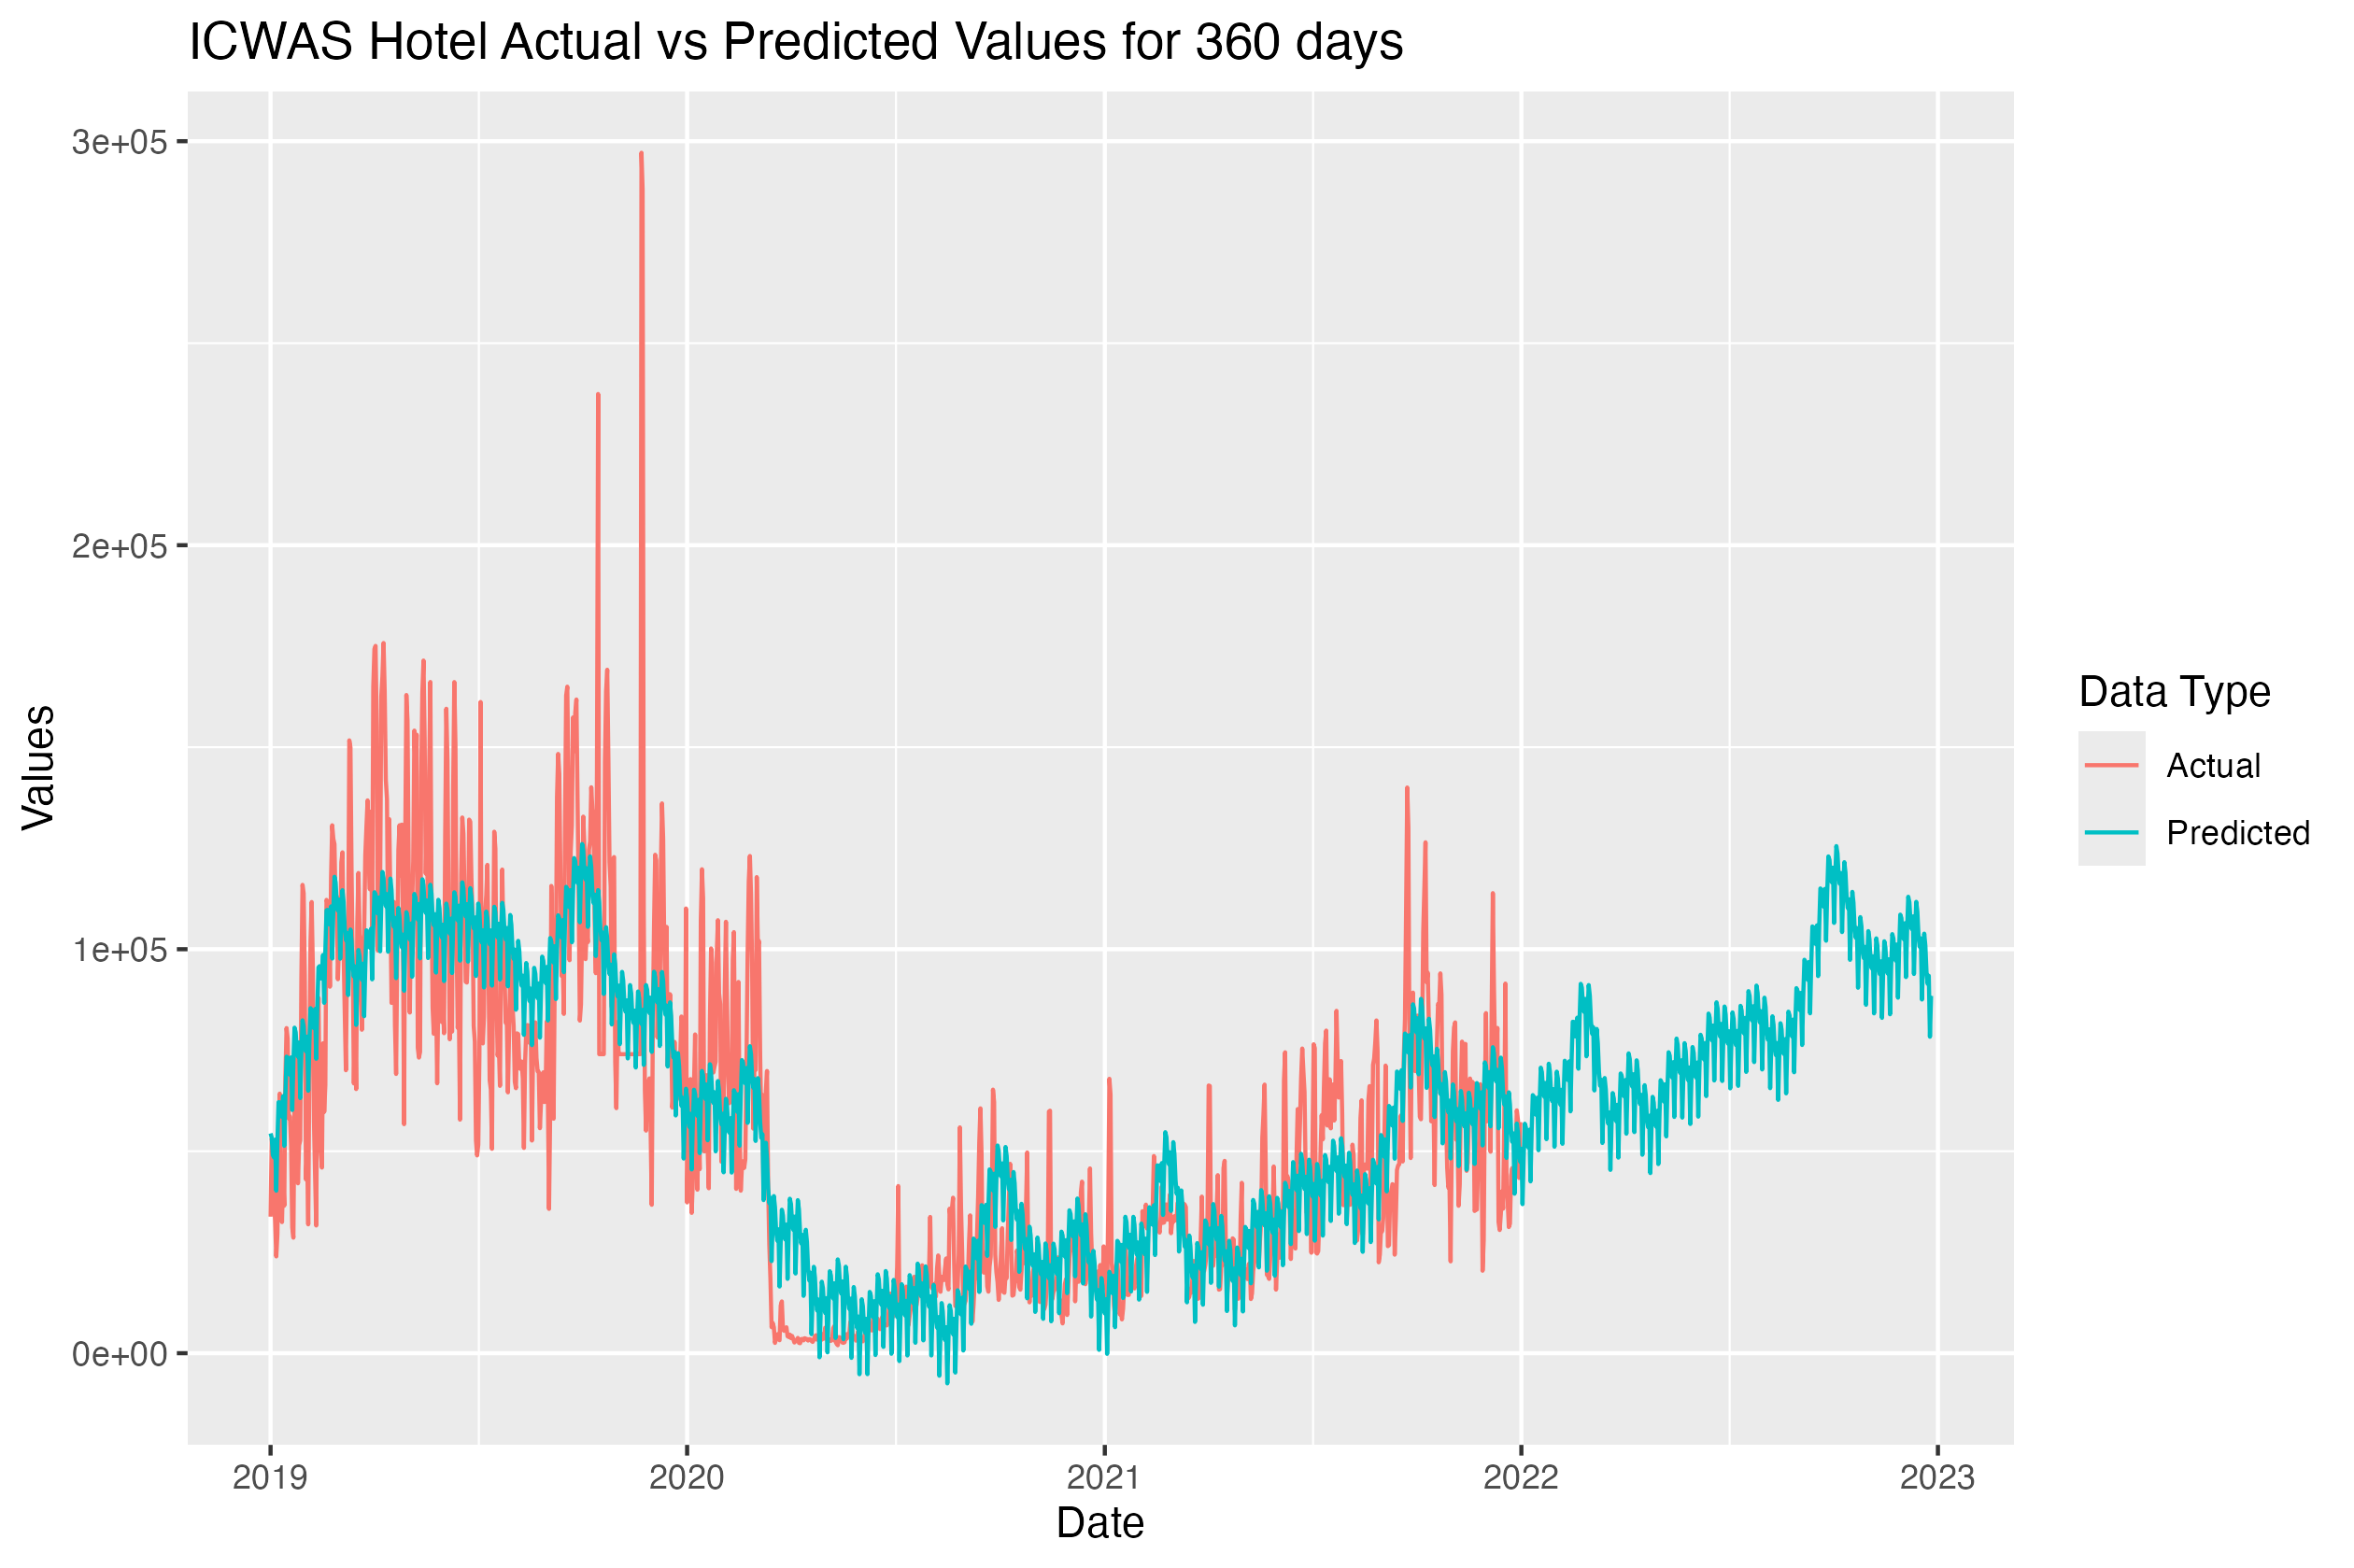 ICWAS Hotel Actual vs Predicted Values for 360 days
3e+05
2e+05
1e+05
0e+00
Values
2019
2020
2021
2022
2023
Date
Data Type
Actual
Predicted